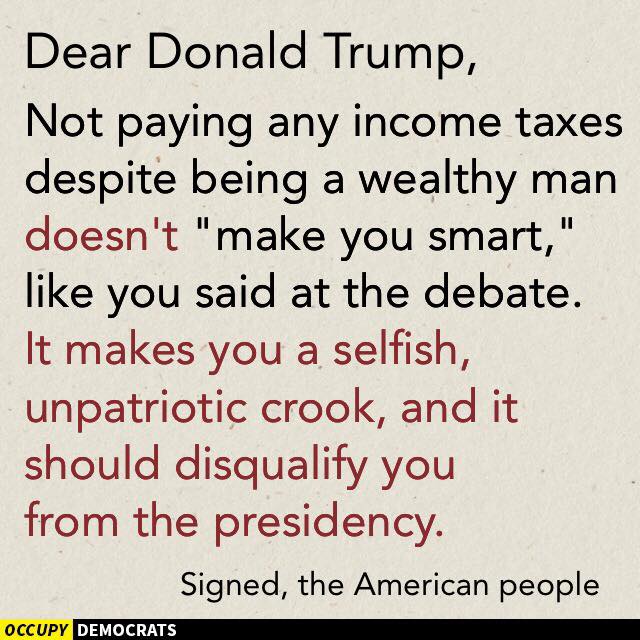 Dear Donald Trump,
Not paying any income taxes
despite being a wealthy man
doesn't "make you smart,"
like you said at the debate.
It makes you a selfish,
unpatriotic crook, and it
should disqualify you
from the presidency.
Signed, the American people
OCCUPY DEMOCRATS